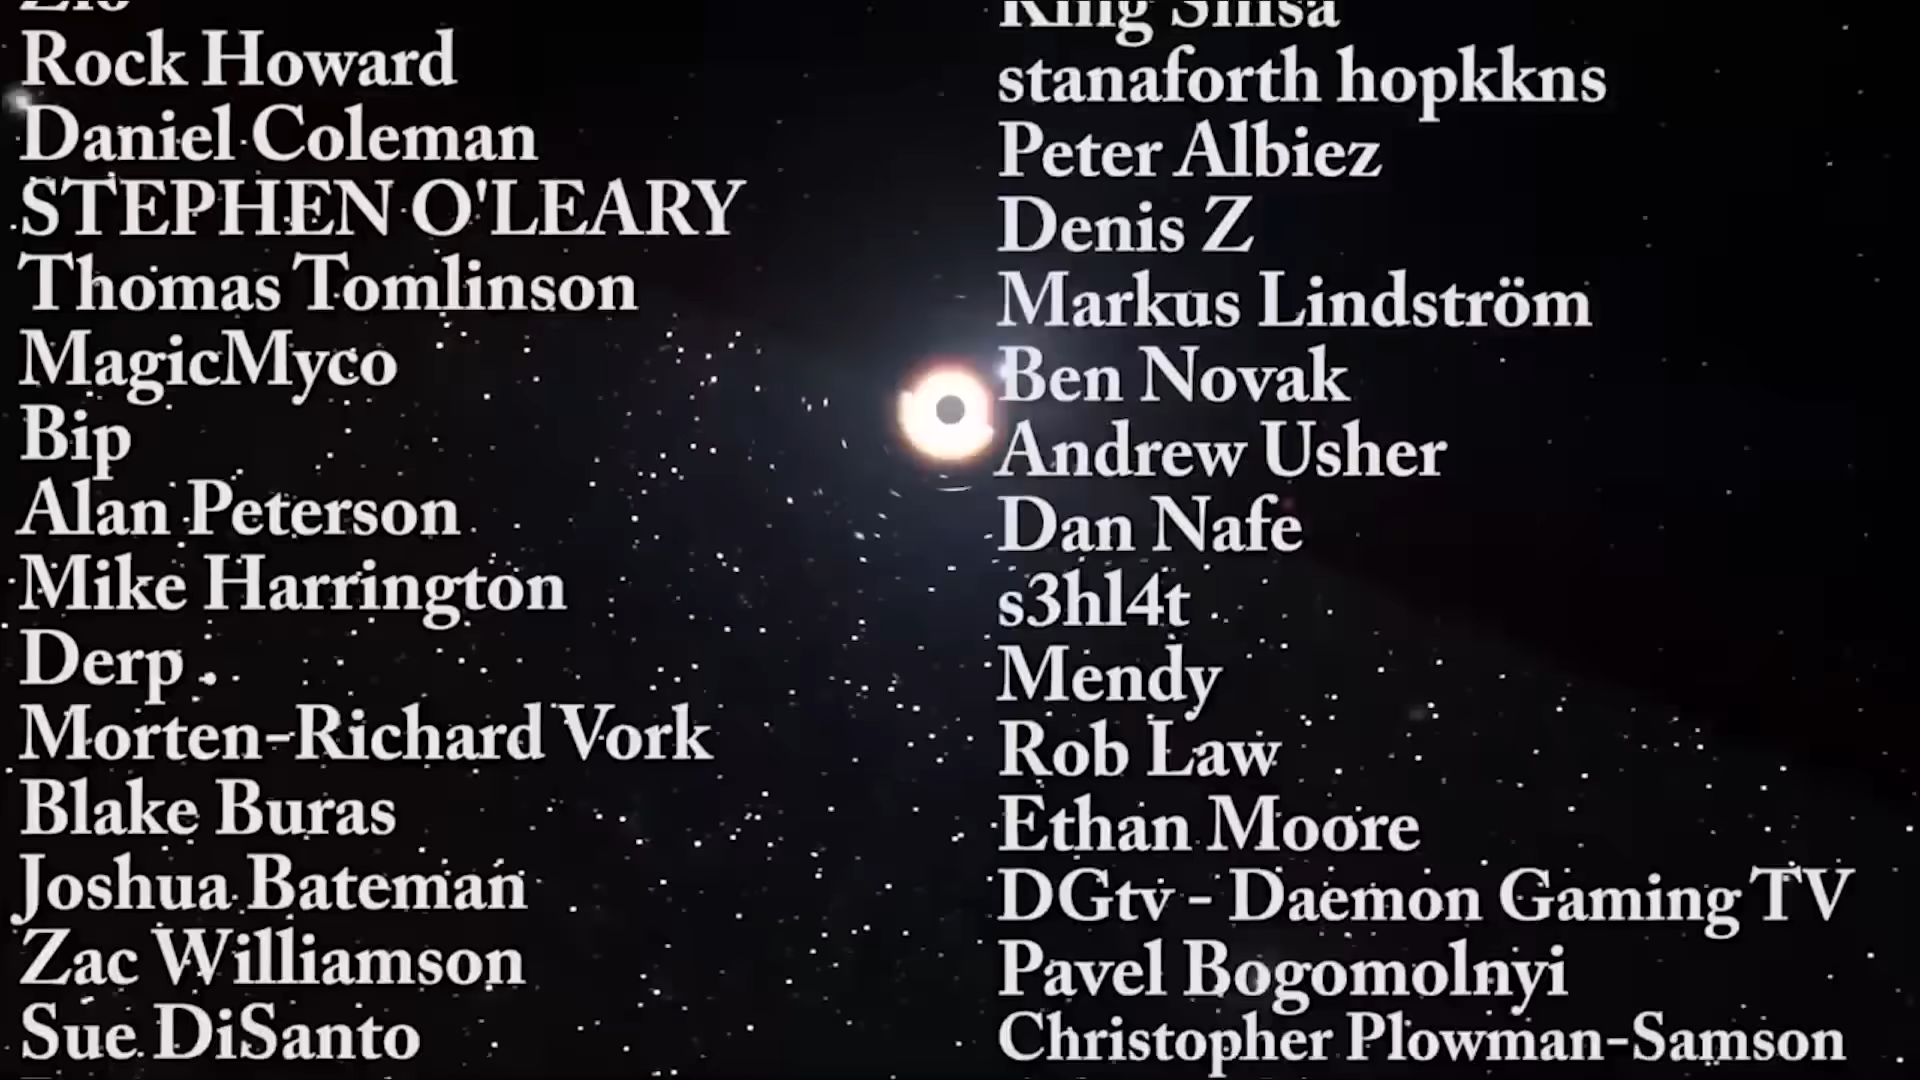 Rock Howard
Daniel Coleman
STEPHEN O'LEARY
Thomas Tomlinson
MagicMyco
Bip
Alan Peterson
Mike Harrington
Derp .
Morten-Richard Vork
Blake Buras
Joshua Bateman
Zac Williamson
Sue DiSanto
King Sinisa
stanaforth hopkkns
Peter Albiez
Denis Z
Markus Lindström
Ben Novak
Andrew Usher
Dan Nafe
s3hl4t
Mendy
Rob Law
Ethan Moore
DGtv - Daemon Gaming TV
Pavel Bogomolnyi
Christopher Plowman-Samson